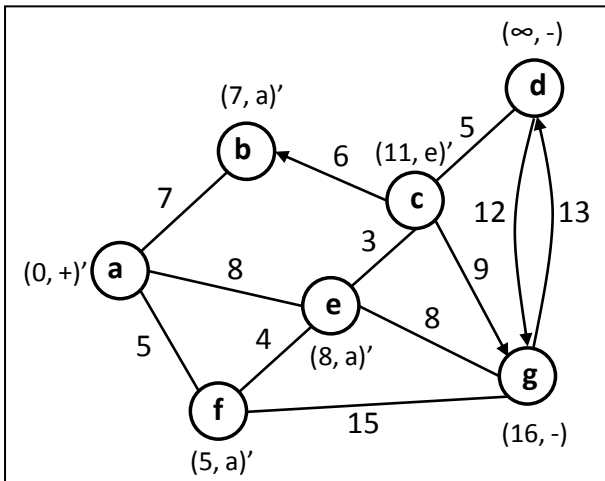 (∞, -)
d
(7, a)’
b
6
(11, e)’
5
c
12
13
7
3
9
(0, +)’
a
8
e
8
5
4
(8, a)’
g
f
15
(16, -)
(5, a)’